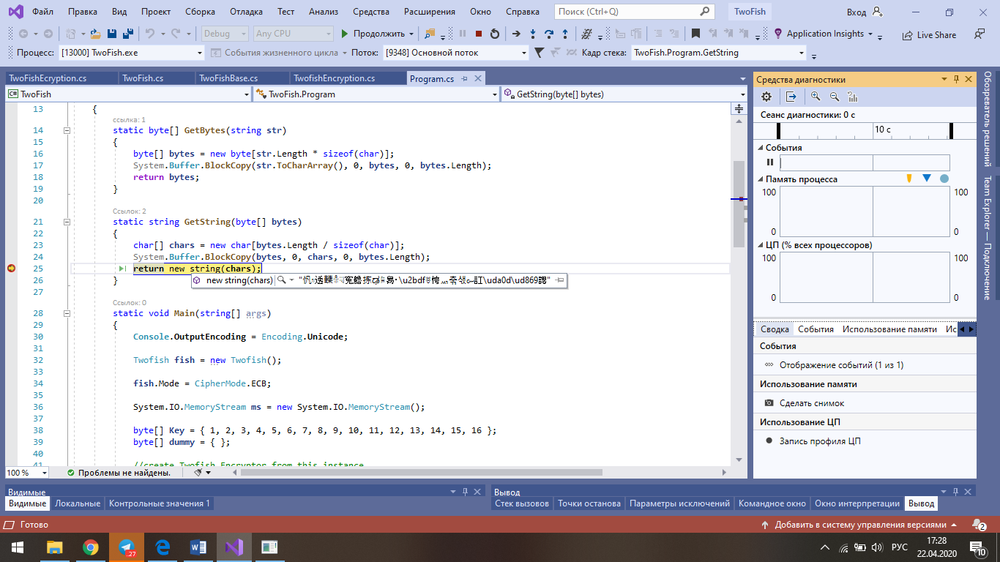 Файл Правка Вид Проект Сборка Отладка Тест Анализ Средства Расширения Окно Справка Поиск (Ctrl+Q) TwoFish Вход
Debug Any CPU Продолжить Application Insights Live Share
Процесс: [13000] TwoFish.exe События жизненного цикла Поток: [9348] Основной поток Кадр стека: TwoFish.Program.GetString
TwoFishEcryption.cs TwoFish.cs TwoFishBase.cs TwofishEncryption.cs Program.cs
TwoFish TwoFish.Program GetString(byte[] bytes)
13 {
ссылка: 1
14 static byte[] GetBytes(string str)
15 {
16 byte[] bytes = new byte[str.Length * sizeof(char)];
17 System.Buffer.BlockCopy(str.ToCharArray(), 0, bytes, 0, bytes.Length);
18 return bytes;
19 }
20
Ссылок: 2
21 static string GetString(byte[] bytes)
22 {
23 char[] chars = new char[bytes.Length / sizeof(char)];
24 System.Buffer.BlockCopy(bytes, 0, chars, 0, bytes.Length);
25 return new string(chars);
new string(chars)
26 }
27
Ссылок: 0
28 static void Main(string[] args)
29 {
30 Console.OutputEncoding = Encoding.Unicode;
31
32 Twofish fish = new Twofish();
33
34 fish.Mode = CipherMode.ECB;
35
36 System.IO.MemoryStream ms = new System.IO.MemoryStream();
37
38 byte[] Key = { 1, 2, 3, 4, 5, 6, 7, 8, 9, 10, 11, 12, 13, 14, 15, 16 };
39 byte[] dummy = { };
40
41 //create Twofish Encryptor from this instance
100 % Проблемы не найдены.
Средства диагностики
Сеанс диагностики: 0 с
10 с
События
Память процесса
100 100
0 0
ЦП (% всех процессоров)
100 100
0 0
Сводка События Использование памяти Ис
События
Отображение событий (1 из 1)
Использование памяти
Сделать снимок
Использование ЦП
Запись профиля ЦП
Обозреватель решений
Team Explorer — Подключение
Видимые
Видимые Локальные Контрольные значения 1
Вывод
Стек вызовов Точки останова Параметры исключений Командное окно Окно интерпретации Вывод
Готово Добавить в систему управления версиями 2
27 РУС 17:28
22.04.2020 10